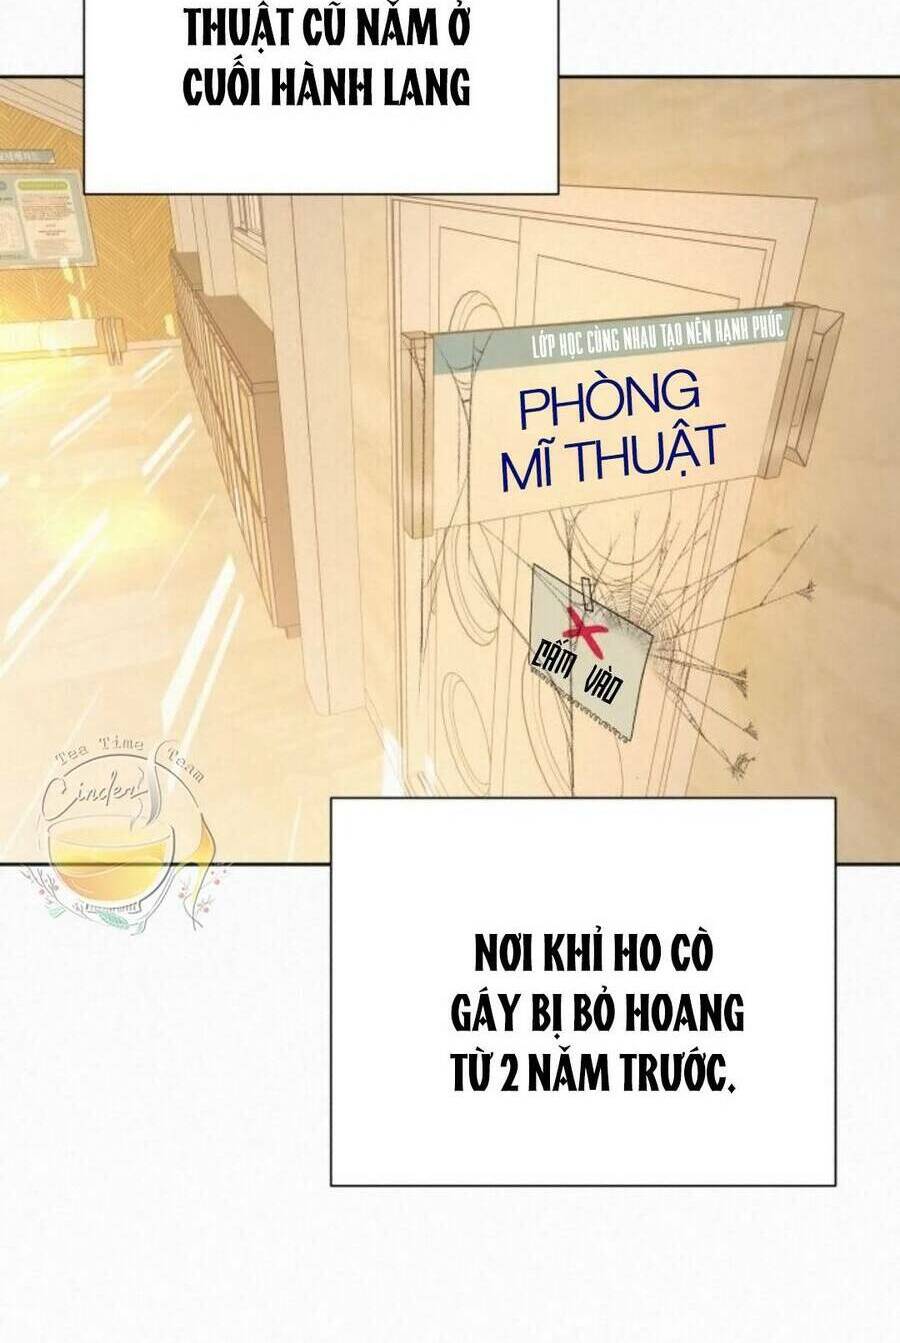 THUẬT CŨ NẰM Ở
CUỐI HÀNH LANG
LỚP HỌC CÙNG NHAU TẠO NÊN HẠNH PHÚC
PHÒNG
MĨ THUẬT
CẤM VÀO
Tea Time Team
Cinder
NƠI KHỈ HO CÒ
GÁY BỊ BỎ HOANG
TỪ 2 NĂM TRƯỚC.